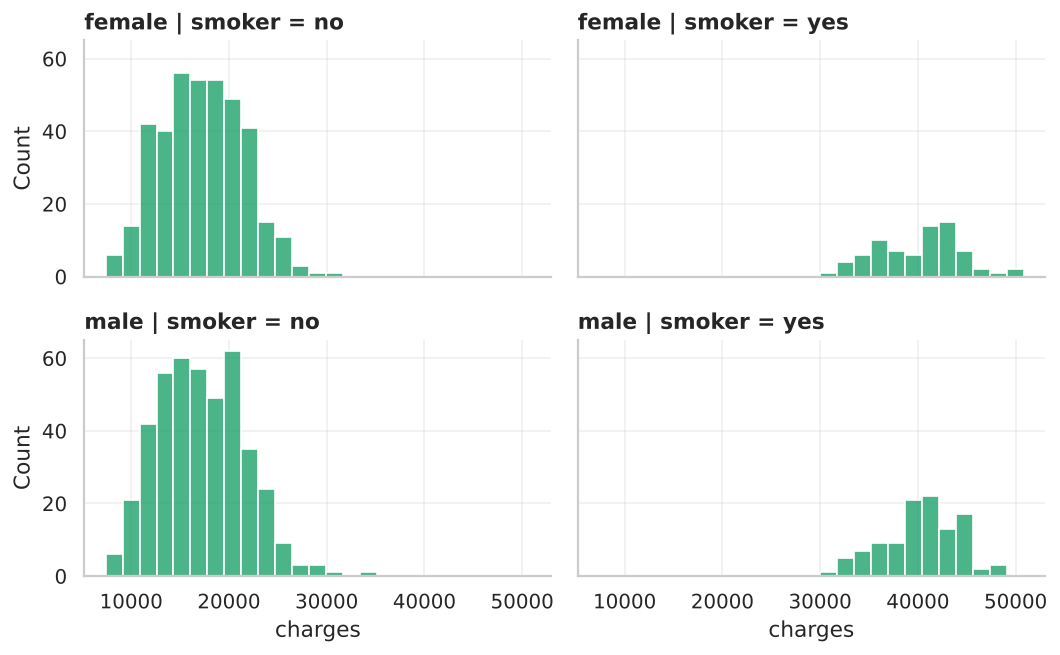 female | smoker = no
female | smoker = yes
60
40
20
0
Count
male | smoker = no
male | smoker = yes
60
40
20
0
Count
10000 20000 30000 40000 50000
10000 20000 30000 40000 50000
charges
charges